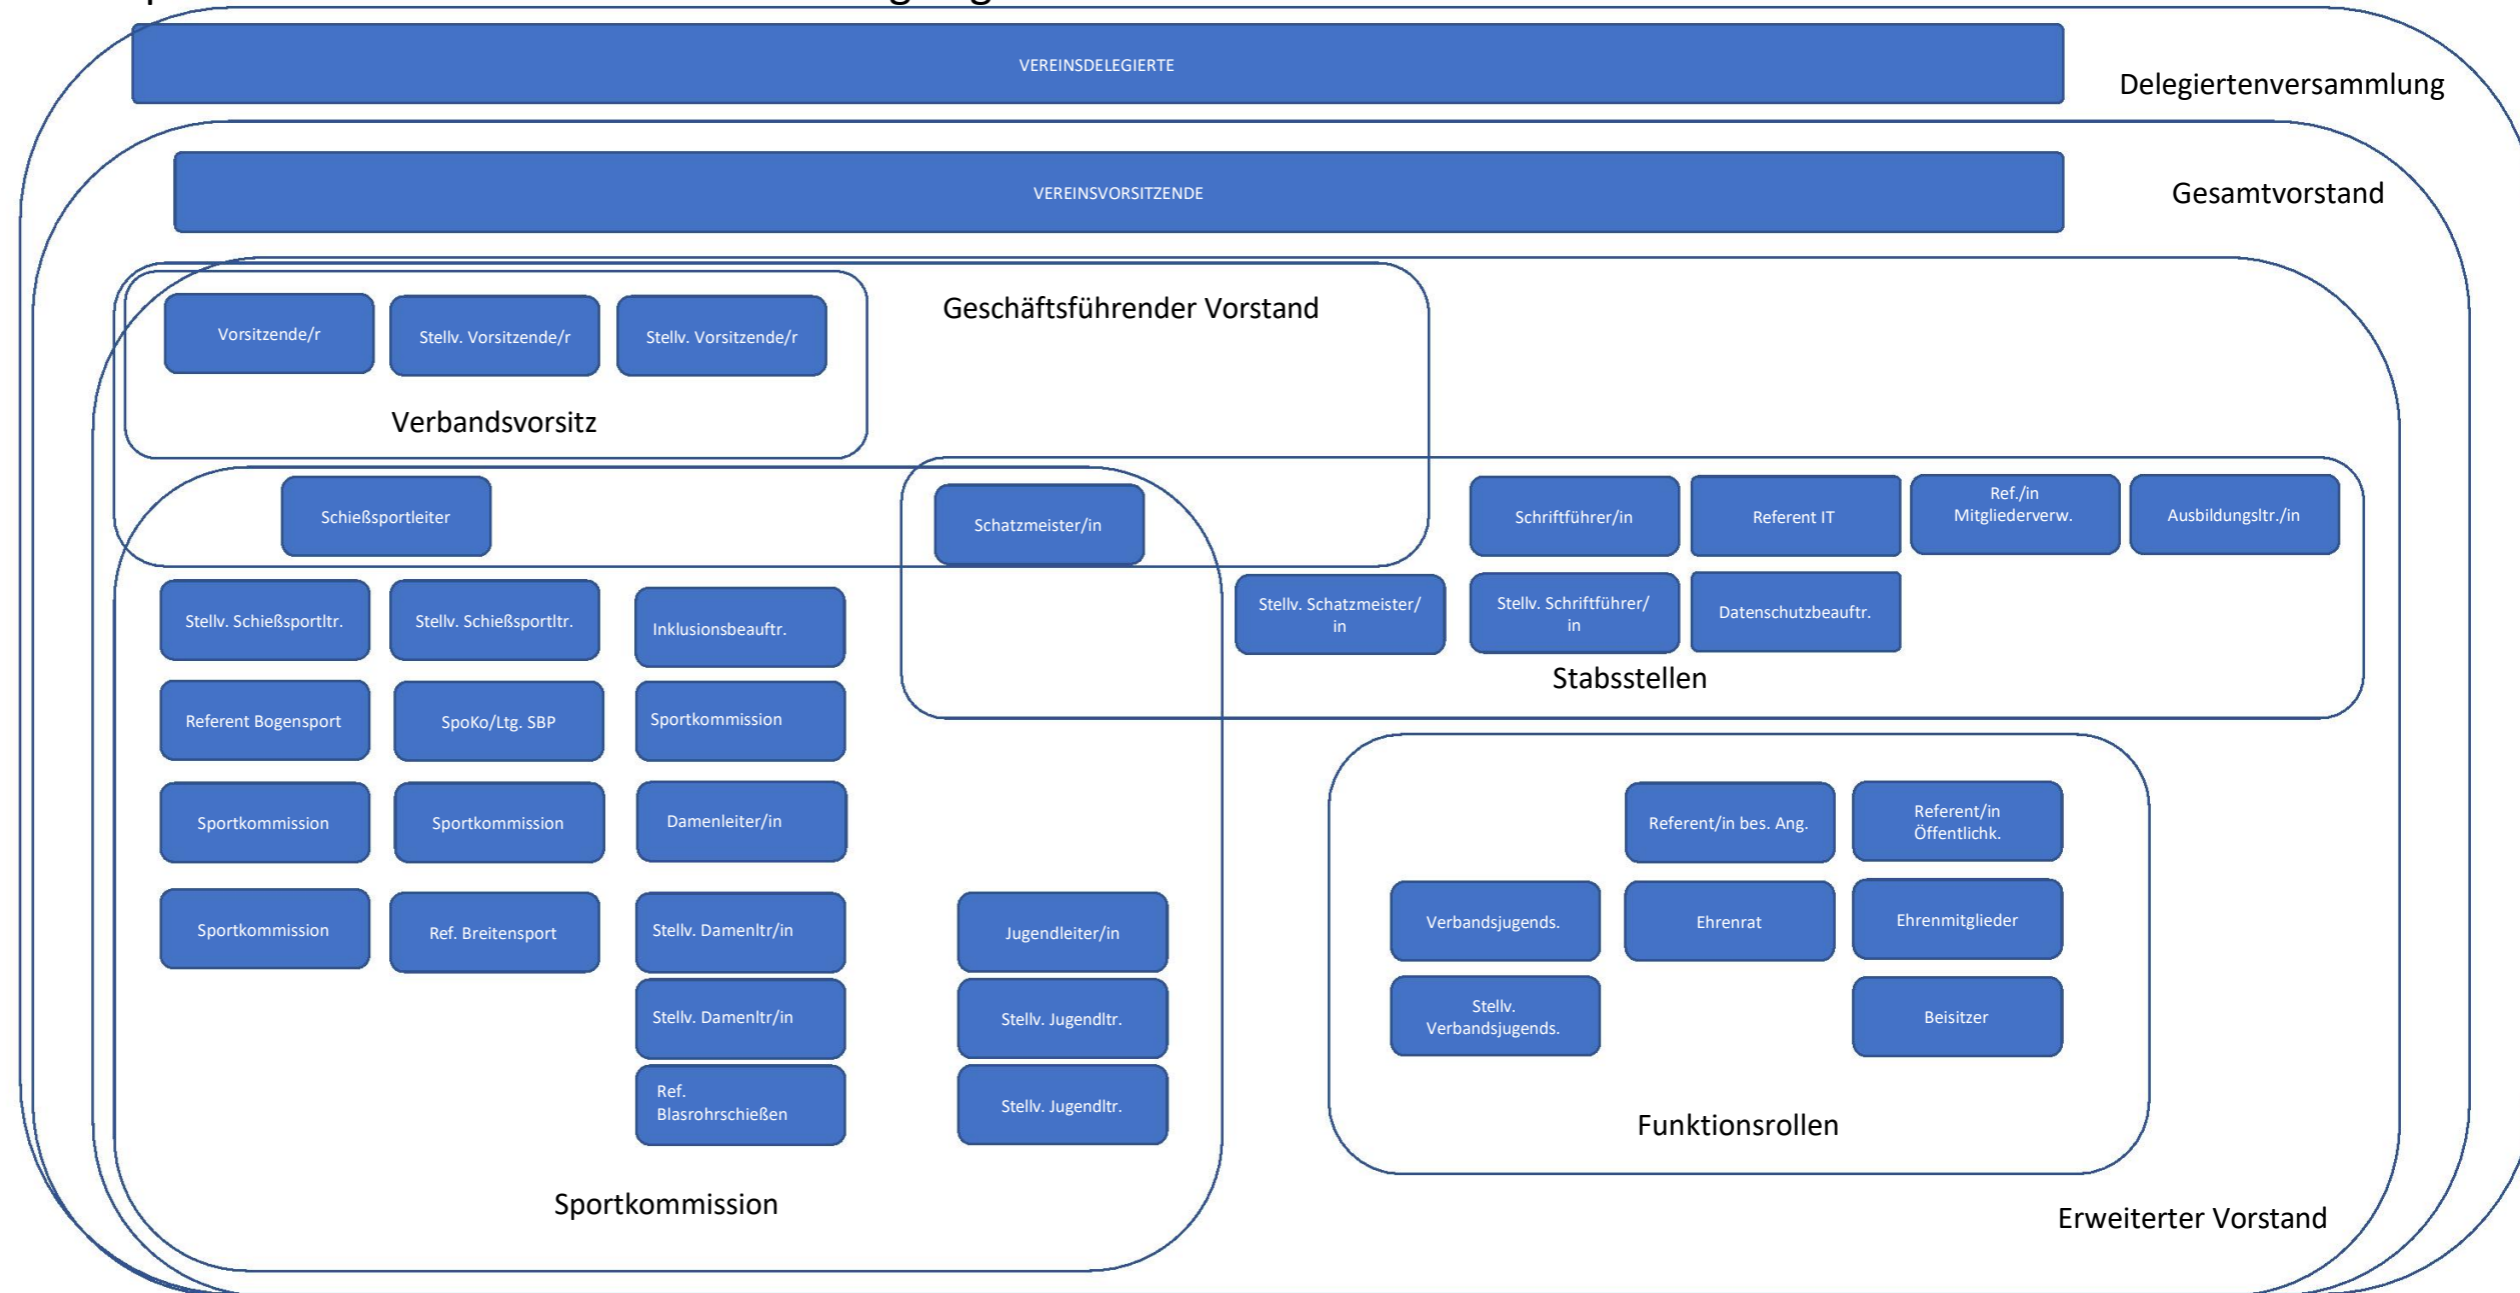 VEREINSDELEGIERTE
Delegiertenversammlung
VEREINSVORSITZENDE
Gesamtvorstand
Geschäftsführender Vorstand
Vorsitzende/r
Stellv. Vorsitzende/r
Stellv. Vorsitzende/r
Verbandsvorsitz
Schießsportleiter
Schatzmeister/in
Schriftführer/in
Referent IT
Ref./in
Mitgliederverw.
Ausbildungsltr./in
Stellv. Schatzmeister/
in
Stellv. Schriftführer/
in
Datenschutzbeauftr.
Stabsstellen
Stellv. Schießsportltr.
Stellv. Schießsportltr.
Inklusionsbeauftr.
Referent Bogensport
SpoKo/Ltg. SBP
Sportkommission
Sportkommission
Sportkommission
Damenleiter/in
Sportkommission
Ref. Breitensport
Stellv. Damenltr/in
Jugendleiter/in
Stellv. Damenltr/in
Stellv. Jugendltr.
Ref.
Blasrohrschießen
Stellv. Jugendltr.
Sportkommission
Referent/in bes. Ang.
Referent/in
Öffentlichk.
Verbandsjugends.
Ehrenrat
Ehrenmitglieder
Stellv.
Verbandsjugends.
Beisitzer
Funktionsrollen
Erweiterter Vorstand